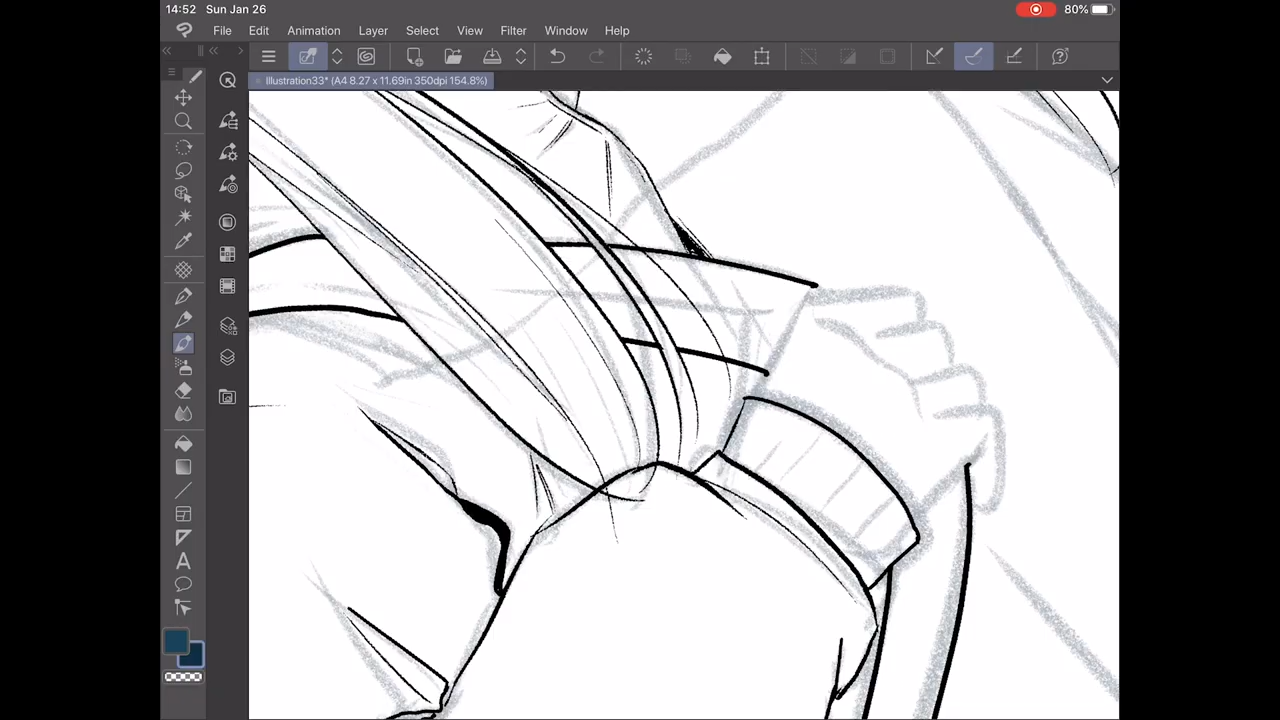 14:52 Sun Jan 26
80%
File Edit Animation Layer Select View Filter Window Help
Illustration33* (A4 8.27 x 11.69in 350dpi 154.8%)
A